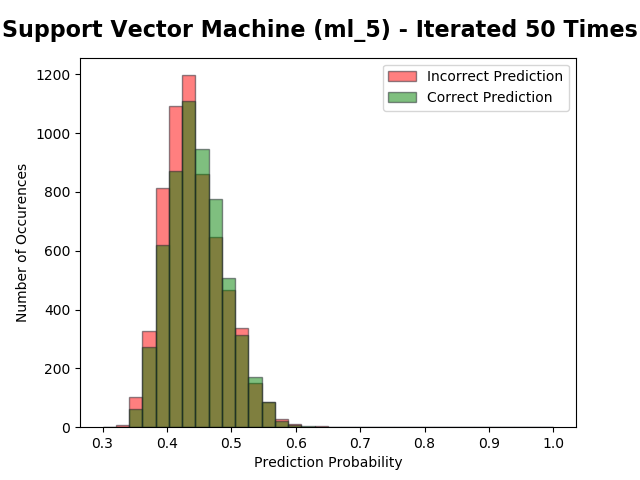 Support Vector Machine (ml_5) - Iterated 50 Times
Incorrect Prediction
Correct Prediction
1200
1000
800
600
400
200
0
Number of Occurences
0.3 0.4 0.5 0.6 0.7 0.8 0.9 1.0
Prediction Probability